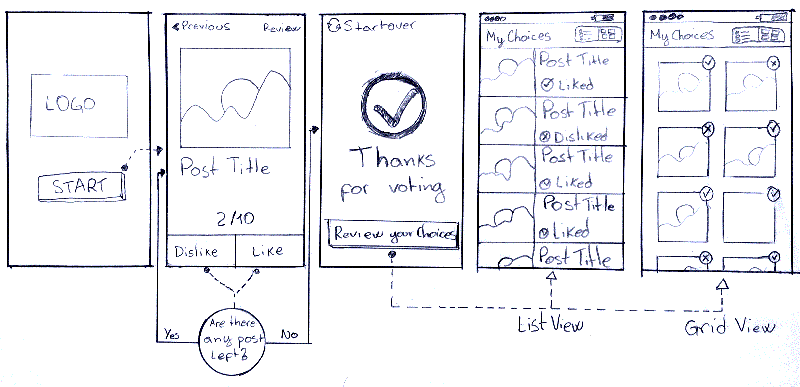 LOGO
START
Previous
Review
Post Title
2/10
Dislike
Like
Are there
any post
left?
Yes
No
Startover
Thanks
for voting
Review your Choices
My Choices
Post Title
Liked
Post Title
Disliked
Post Title
Liked
Post Title
Liked
Post Title
List View
My Choices
Grid View